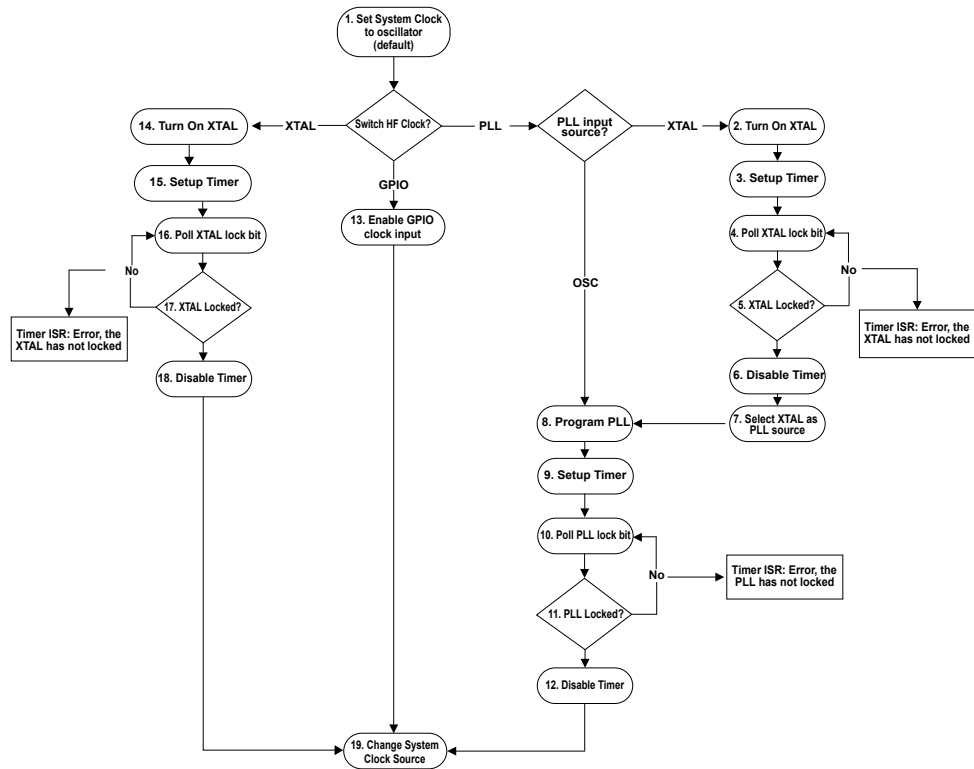 1. Set System Clock
to oscillator
(default)
Switch HF Clock?
XTAL
PLL
GPIO
PLL input
source?
XTAL
OSC
14. Turn On XTAL
15. Setup Timer
16. Poll XTAL lock bit
No
17. XTAL Locked?
Timer ISR: Error, the
XTAL has not locked
18. Disable Timer
13. Enable GPIO
clock input
2. Turn On XTAL
3. Setup Timer
4. Poll XTAL lock bit
No
5. XTAL Locked?
Timer ISR: Error, the
XTAL has not locked
6. Disable Timer
7. Select XTAL as
PLL source
8. Program PLL
9. Setup Timer
10. Poll PLL lock bit
No
Timer ISR: Error, the
PLL has not locked
11. PLL Locked?
12. Disable Timer
19. Change System
Clock Source